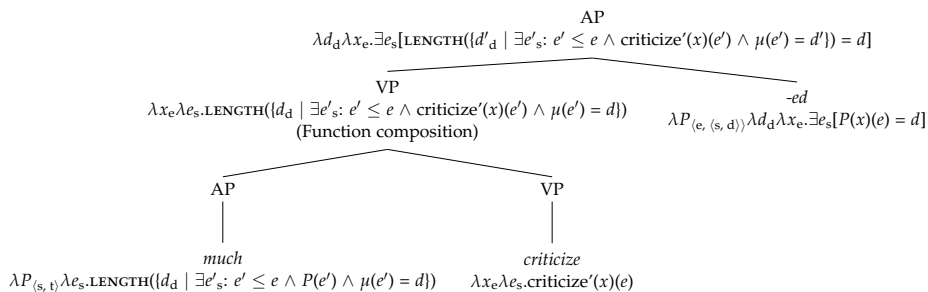 AP
λd_d λx_e.∃e_s[LENGTH({d'_d | ∃e'_s: e' ≤ e ∧ criticize'(x)(e') ∧ μ(e') = d'}) = d]
VP
λx_e λe_s.LENGTH({d_d | ∃e'_s: e' ≤ e ∧ criticize'(x)(e') ∧ μ(e') = d})
(Function composition)
-ed
λP_⟨e, ⟨s, d⟩⟩ λd_d λx_e.∃e_s[P(x)(e) = d]
AP
VP
much
λP_⟨s, t⟩ λe_s.LENGTH({d_d | ∃e'_s: e' ≤ e ∧ P(e') ∧ μ(e') = d})
criticize
λx_e λe_s.criticize'(x)(e)